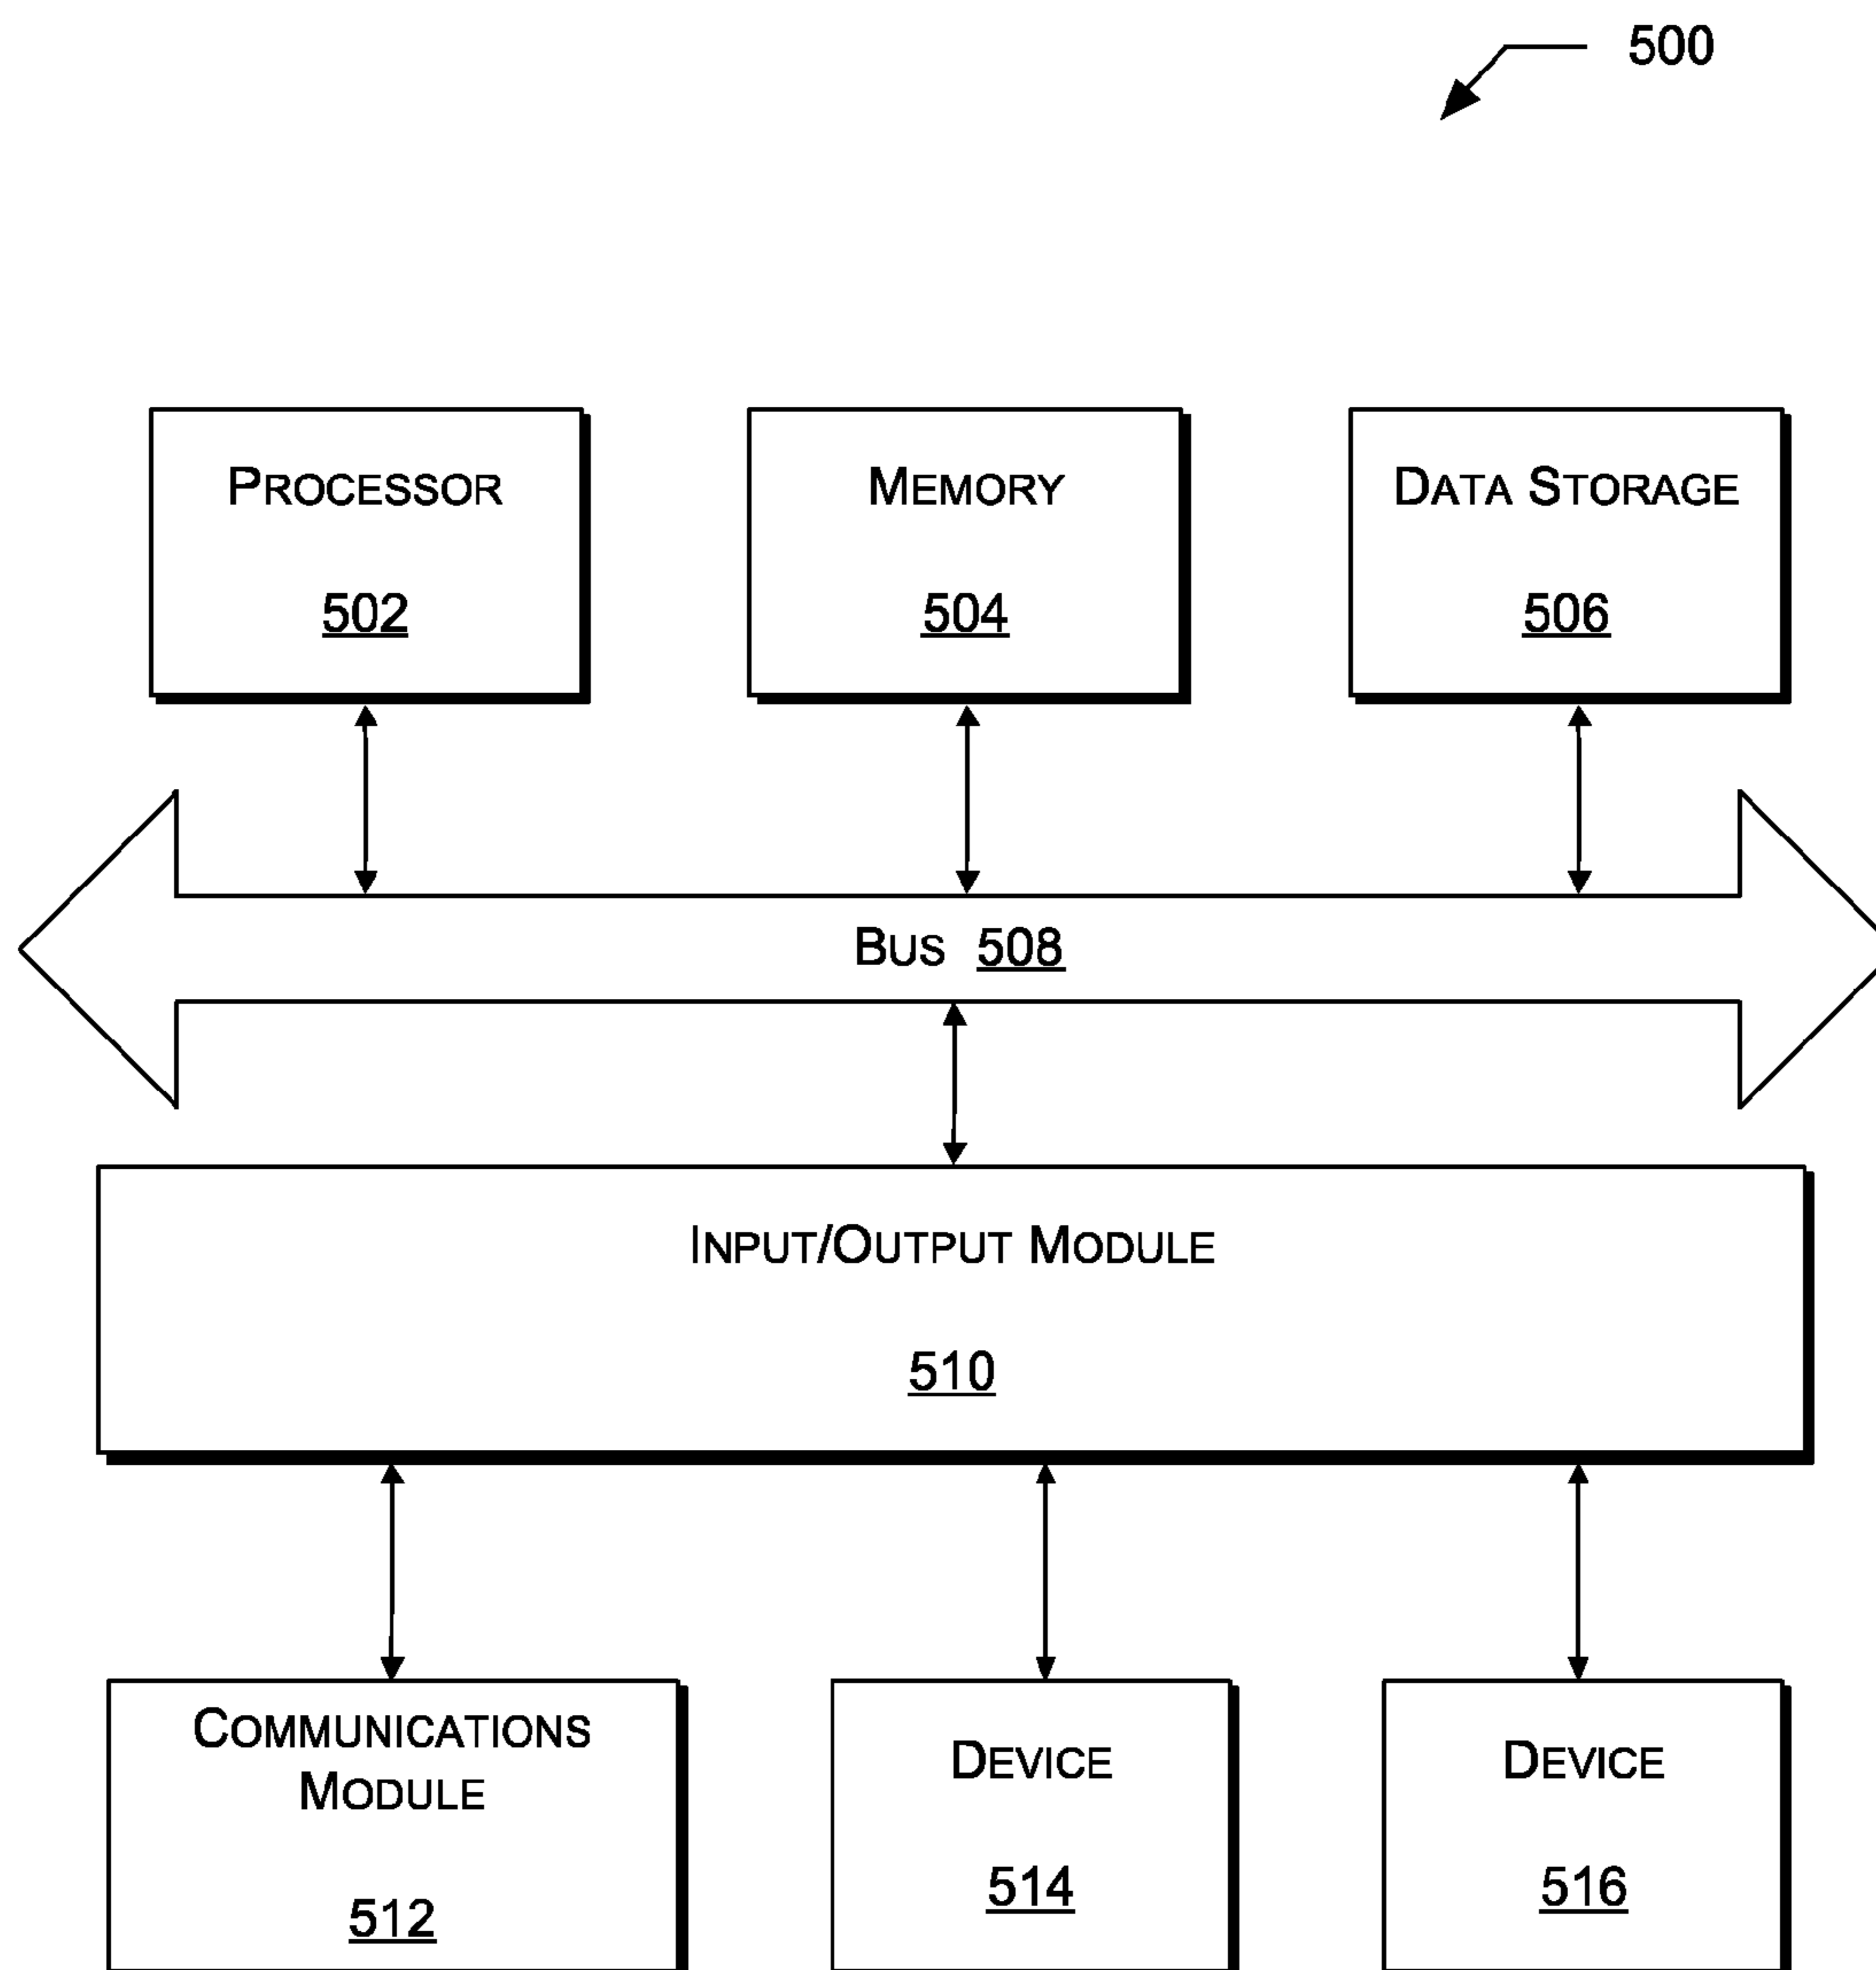 500
PROCESSOR
502
MEMORY
504
DATA STORAGE
506
BUS 508
INPUT/OUTPUT MODULE
510
COMMUNICATIONS
MODULE
512
DEVICE
514
DEVICE
516